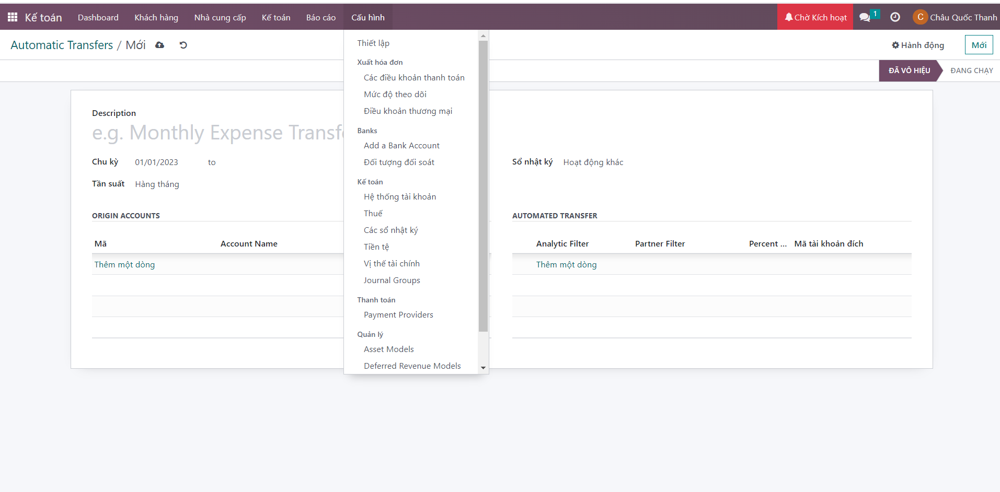 Kế toán Dashboard Khách hàng Nhà cung cấp Kế toán Báo cáo Cấu hình Chờ Kích hoạt 1 C Châu Quốc Thanh
Automatic Transfers / Mới Hành động Mới
ĐÃ VÔ HIỆU ĐANG CHẠY
Thiết lập
Xuất hóa đơn
Các điều khoản thanh toán
Mức độ theo dõi
Điều khoản thương mại
Banks
Add a Bank Account
Đối tượng đối soát
Kế toán
Hệ thống tài khoản
Thuế
Các sổ nhật ký
Tiền tệ
Vị thế tài chính
Journal Groups
Thanh toán
Payment Providers
Quản lý
Asset Models
Deferred Revenue Models
Description
e.g. Monthly Expense Transfe
Chu kỳ 01/01/2023 to
Tần suất Hàng tháng
Sổ nhật ký Hoạt động khác
ORIGIN ACCOUNTS
Mã Account Name
Thêm một dòng
AUTOMATED TRANSFER
Analytic Filter Partner Filter Percent ... Mã tài khoản đích
Thêm một dòng